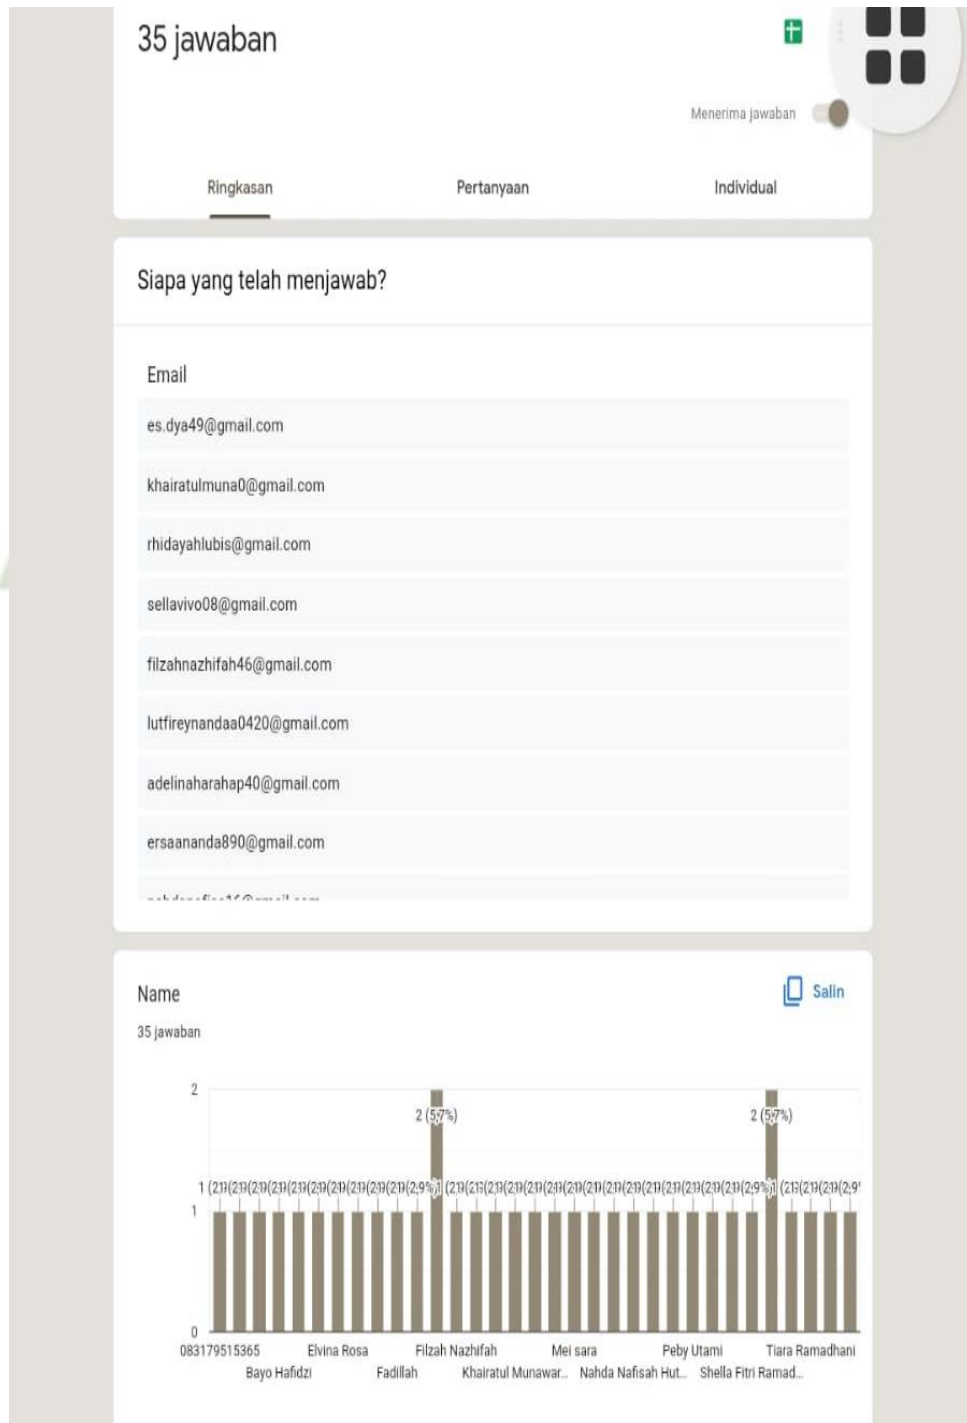 35 jawaban
Menerima jawaban
Ringkasan Pertanyaan Individual
Siapa yang telah menjawab?
Email
es.dya49@gmail.com
khairatulmuna0@gmail.com
rhidayahlubis@gmail.com
sellavivo08@gmail.com
filzahnazhifah46@gmail.com
lutfireynandaa0420@gmail.com
adelinaharahap40@gmail.com
ersaananda890@gmail.com
Name
Salin
35 jawaban
2
2 (5,7%) 2 (5,7%)
1
0
083179515365 Elvina Rosa Filzah Nazhifah Mei sara Peby Utami Tiara Ramadhani
Bayo Hafidzi Fadillah Khairatul Munawar... Nahda Nafisah Hut... Shella Fitri Ramad...